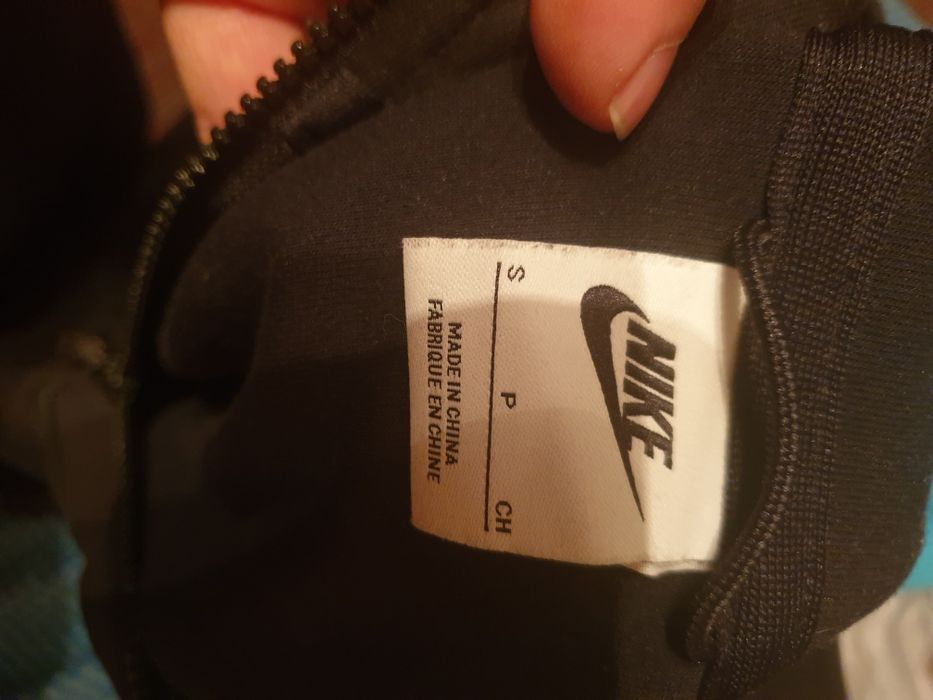 NIKE
S P CH
MADE IN CHINA
FABRIQUE EN CHINE